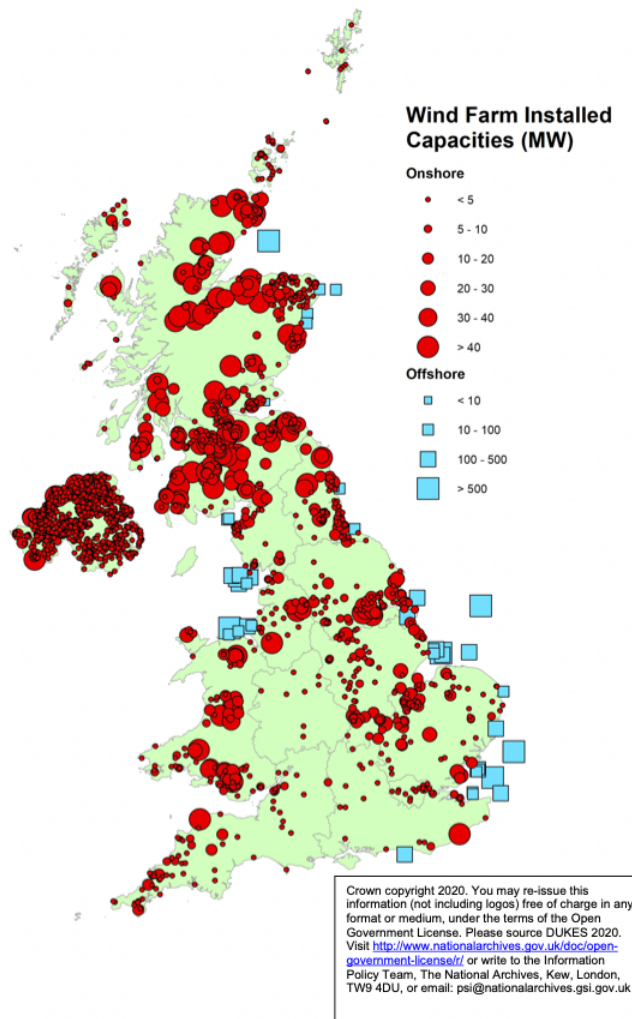 Wind Farm Installed
Capacities (MW)
Onshore
< 5
5 - 10
10 - 20
20 - 30
30 - 40
> 40
Offshore
< 10
10 - 100
100 - 500
> 500
Crown copyright 2020. You may re-issue this
information (not including logos) free of charge in any
format or medium, under the terms of the Open
Government License. Please source DUKES 2020.
Visit http://www.nationalarchives.gov.uk/doc/open-
government-license/r/ or write to the Information
Policy Team, The National Archives, Kew, London,
TW9 4DU, or email: psi@nationalarchives.gsi.gov.uk